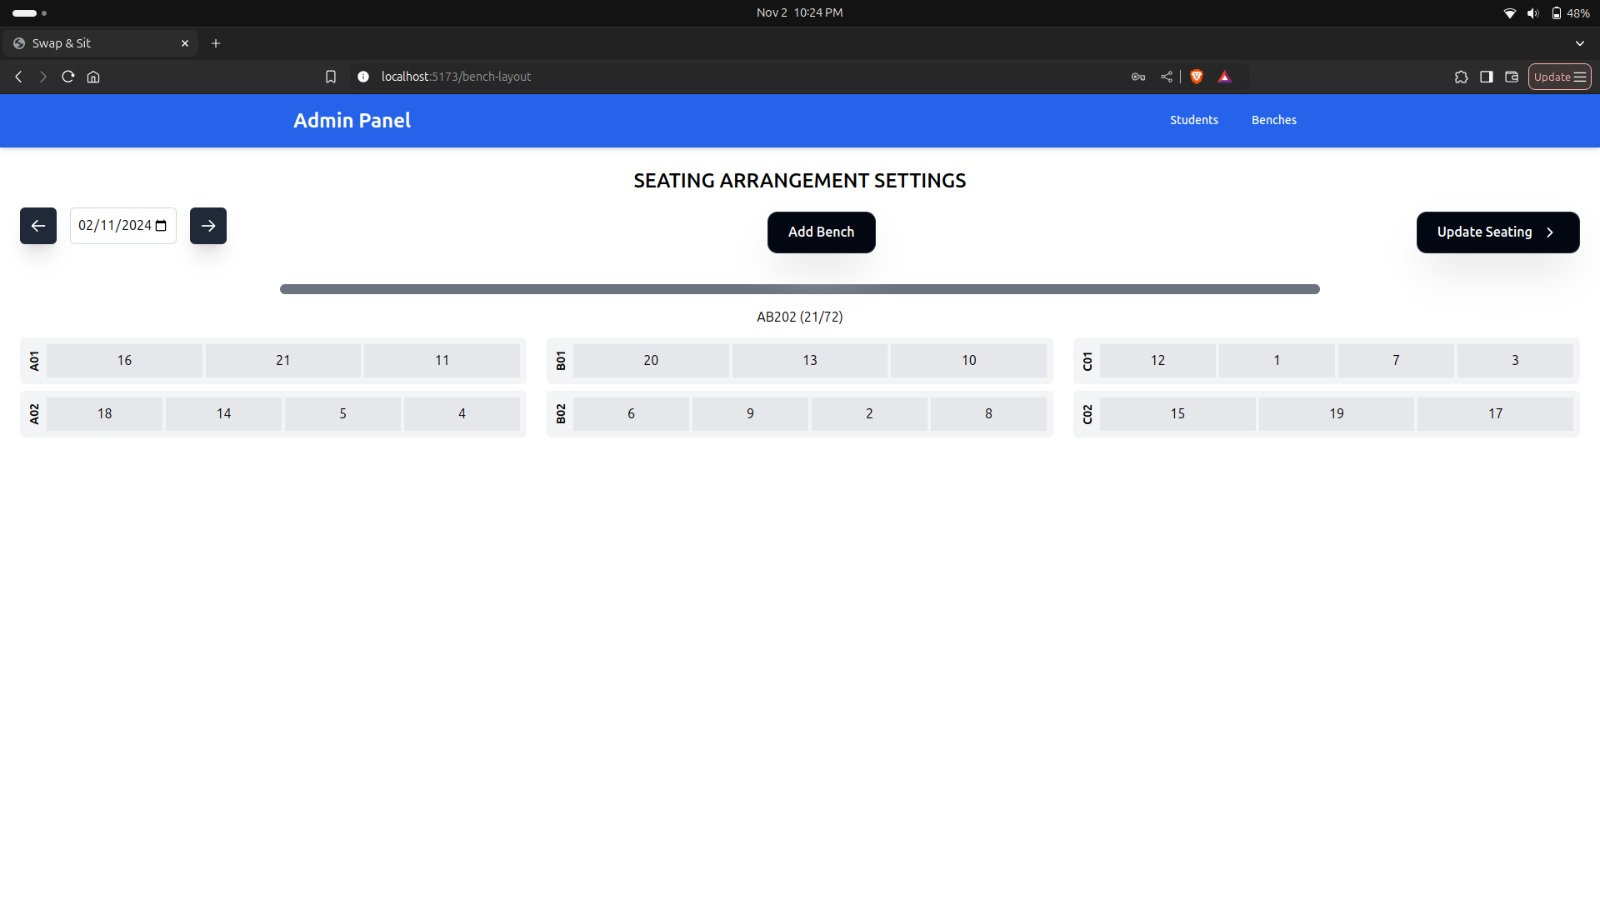 Nov 2 10:24 PM
48%
Swap & Sit
localhost:5173/bench-layout
Update
Admin Panel
Students
Benches
SEATING ARRANGEMENT SETTINGS
02/11/2024
Add Bench
Update Seating
AB202 (21/72)
A01 16 21 11
B01 20 13 10
C01 12 1 7 3
A02 18 14 5 4
B02 6 9 2 8
C02 15 19 17